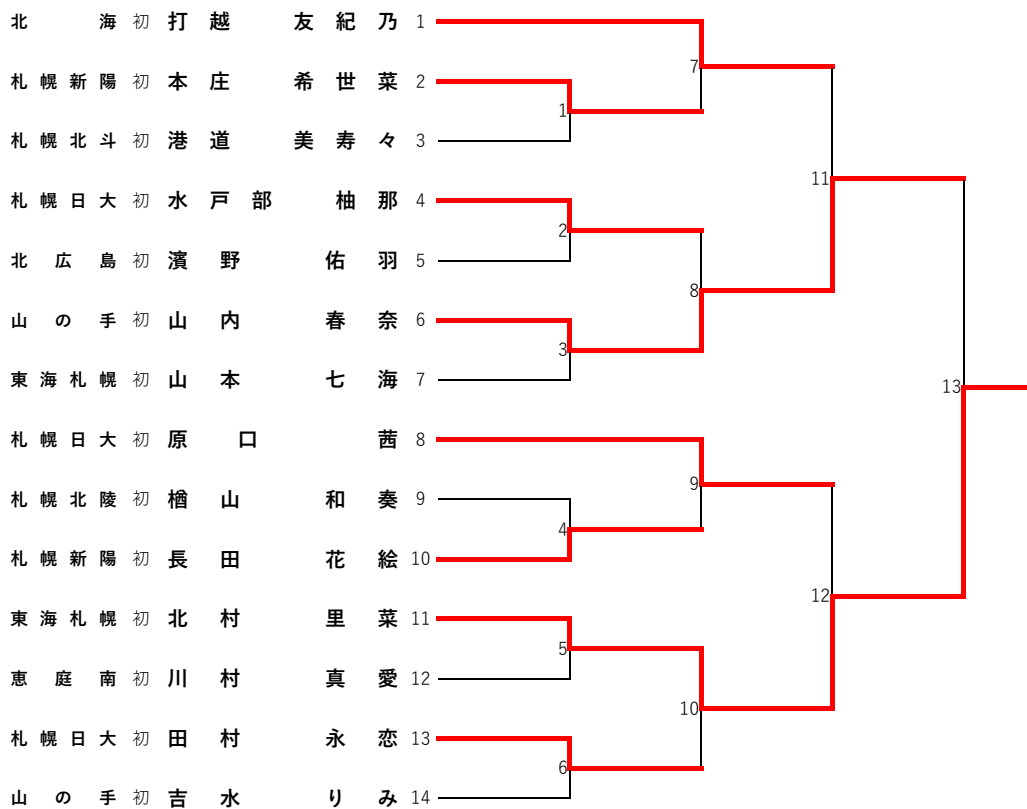 北海 初 打越 友紀乃 1
7
札幌新陽 初 本庄 希世菜 2
1
札幌北斗 初 港道 美寿々 3
11
札幌日大 初 水戸部 柚那 4
2
北広島 初 濱野 佑羽 5
8
山の手 初 山内 春奈 6
3
東海札幌 初 山本 七海 7
13
札幌日大 初 原口 茜 8
9
札幌北陵 初 楢山 和奏 9
4
札幌新陽 初 長田 花絵 10
12
東海札幌 初 北村 里菜 11
5
恵庭南 初 川村 真愛 12
10
札幌日大 初 田村 永恋 13
6
山の手 初 吉水 りみ 14